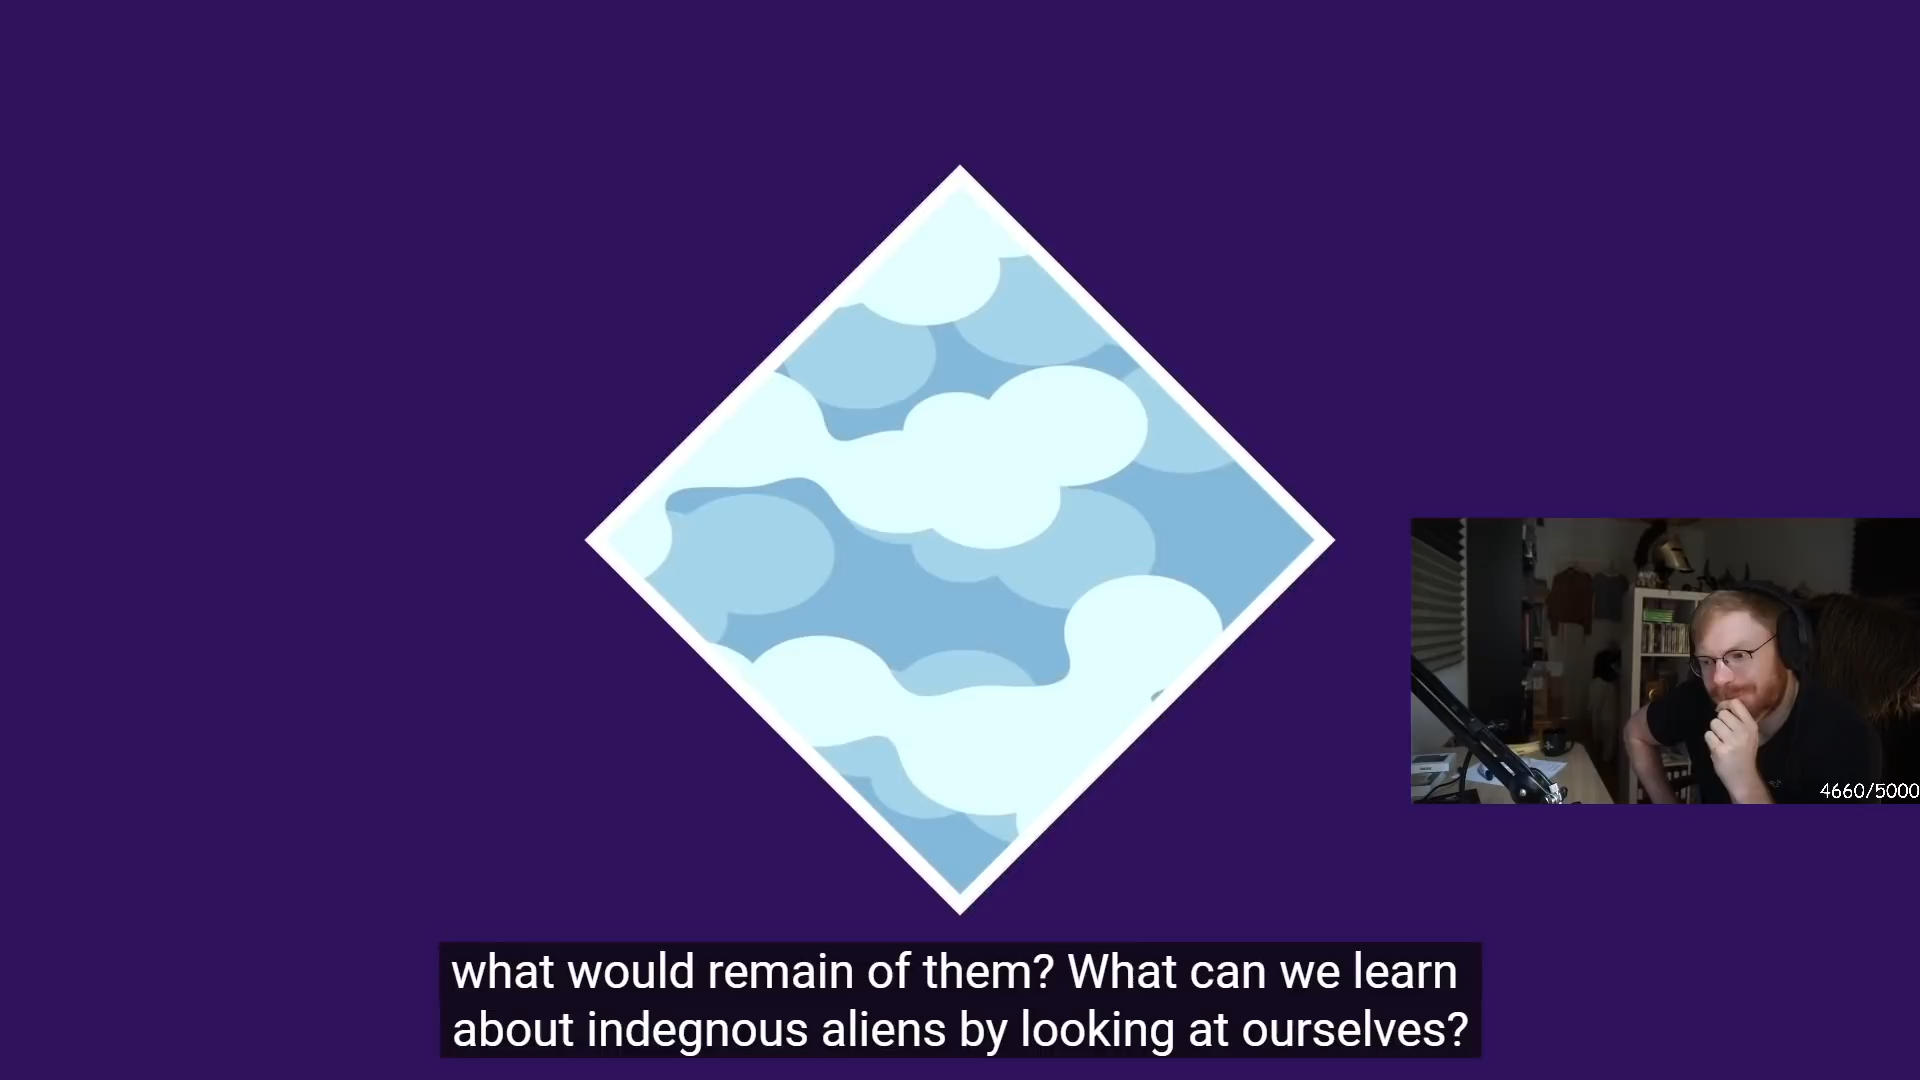 4660/5000
what would remain of them? What can we learn
about indegnous aliens by looking at ourselves?